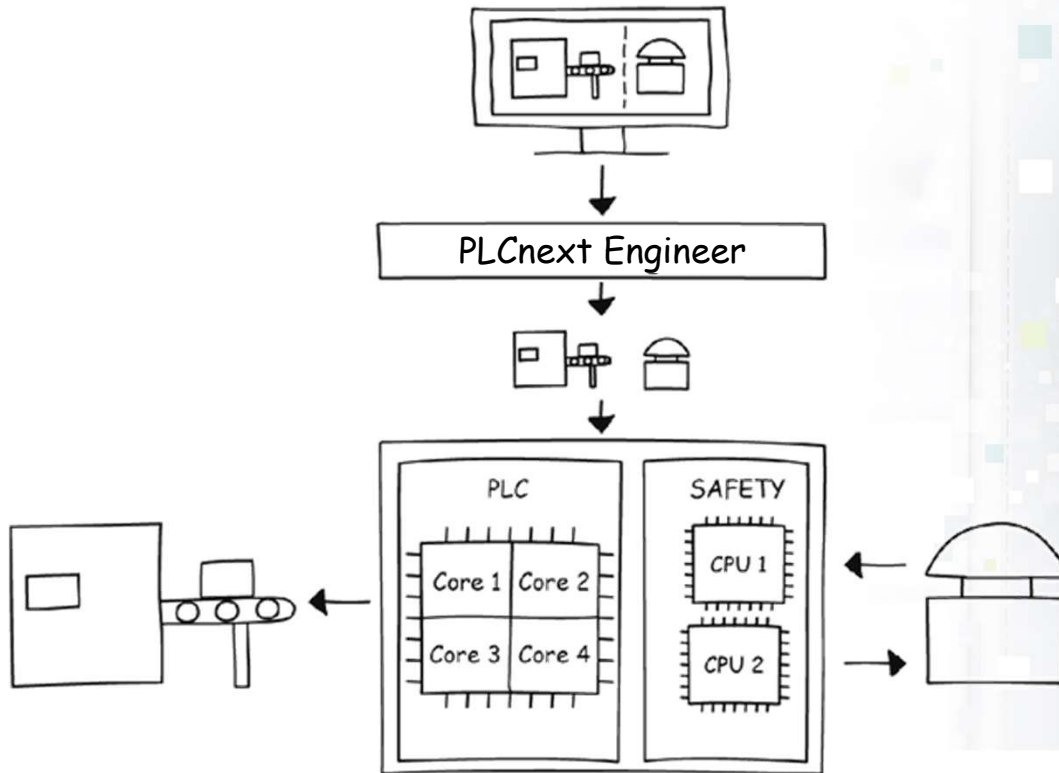 PLCnext Engineer
PLC
SAFETY
Core 1 Core 2
Core 3 Core 4
CPU 1
CPU 2